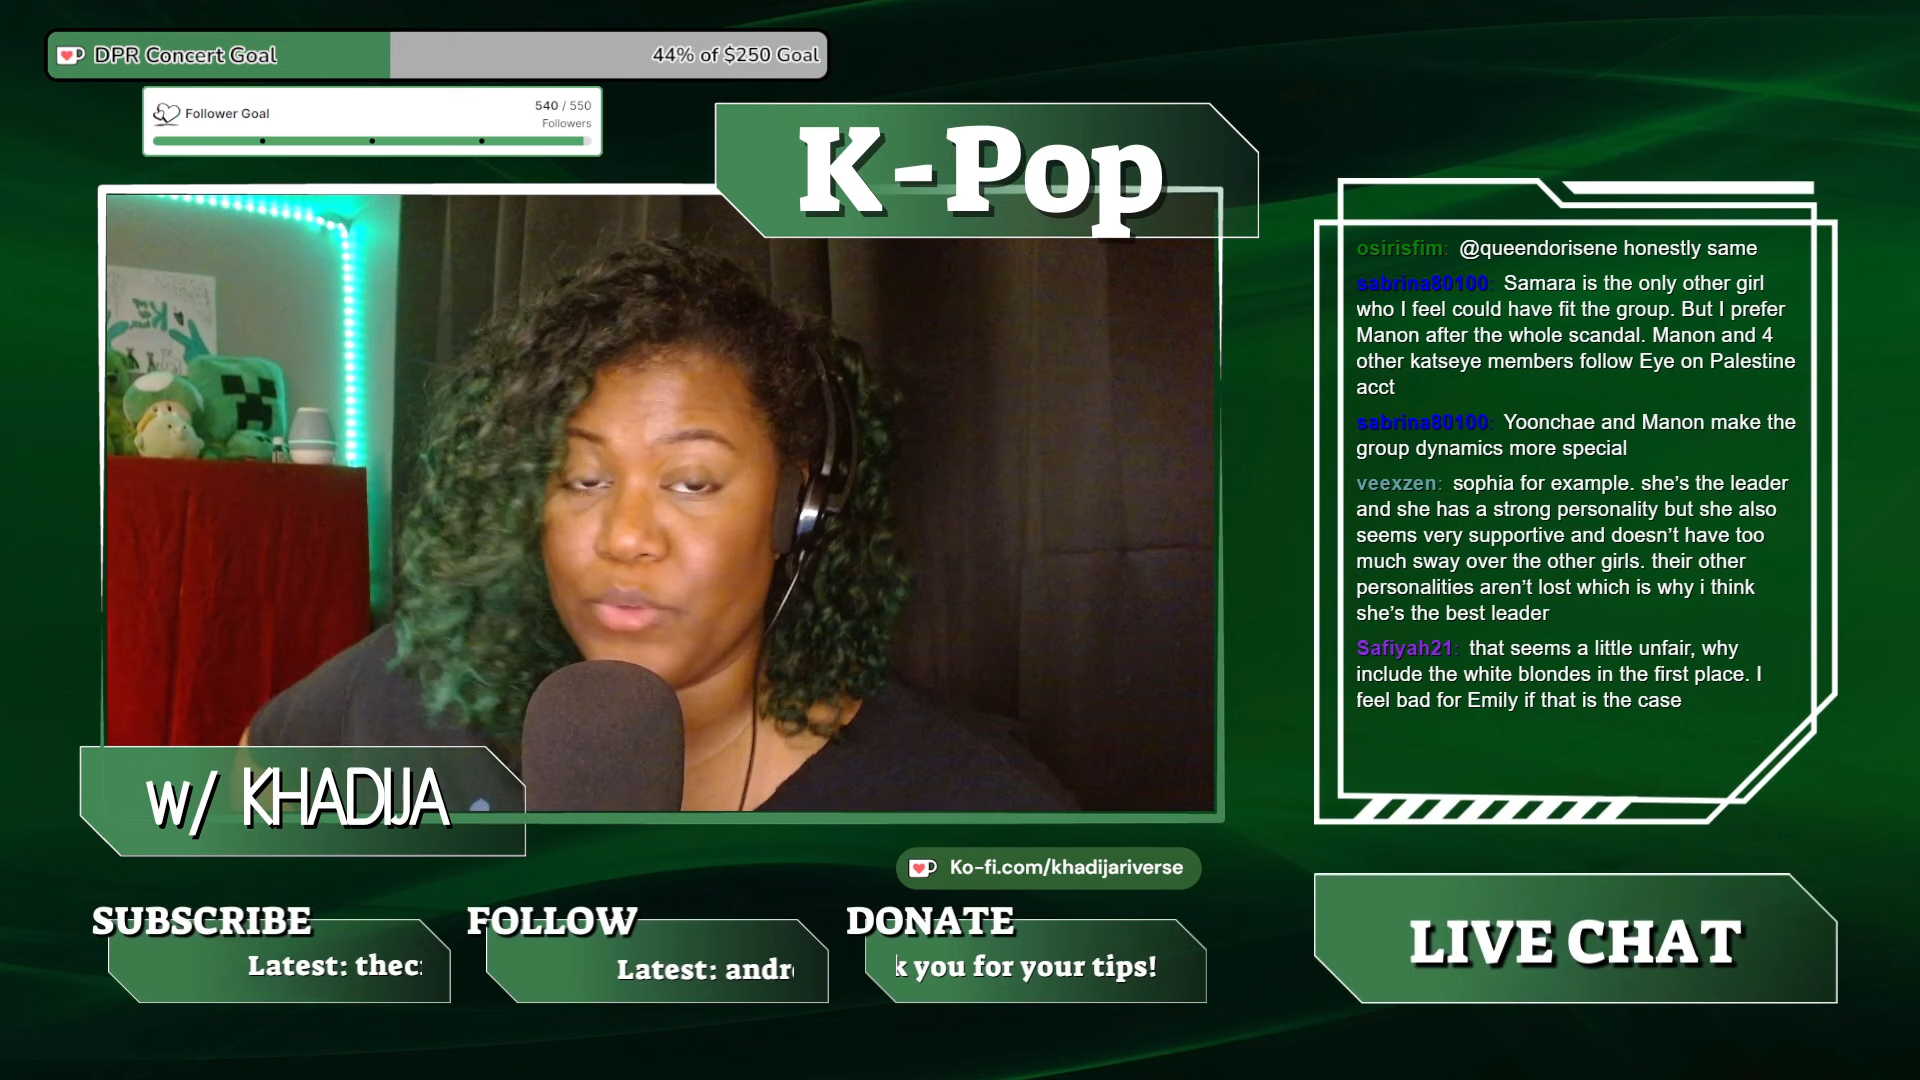 DPR Concert Goal
44% of $250 Goal
Follower Goal
540 / 550
Followers
K-Pop
osirisfim: @queendorisene honestly same
sabrina80100: Samara is the only other girl
who I feel could have fit the group. But I prefer
Manon after the whole scandal. Manon and 4
other katseye members follow Eye on Palestine
acct
sabrina80100: Yoonchae and Manon make the
group dynamics more special
veexzen: sophia for example. she's the leader
and she has a strong personality but she also
seems very supportive and doesn’t have too
much sway over the other girls. their other
personalities aren’t lost which is why i think
she’s the best leader
Safiyah21: that seems a little unfair, why
include the white blondes in the first place. I
feel bad for Emily if that is the case
w/ KHADIJA
Ko-fi.com/khadijariverse
SUBSCRIBE
Latest: thec
FOLLOW
Latest: andr
DONATE
k you for your tips!
LIVE CHAT